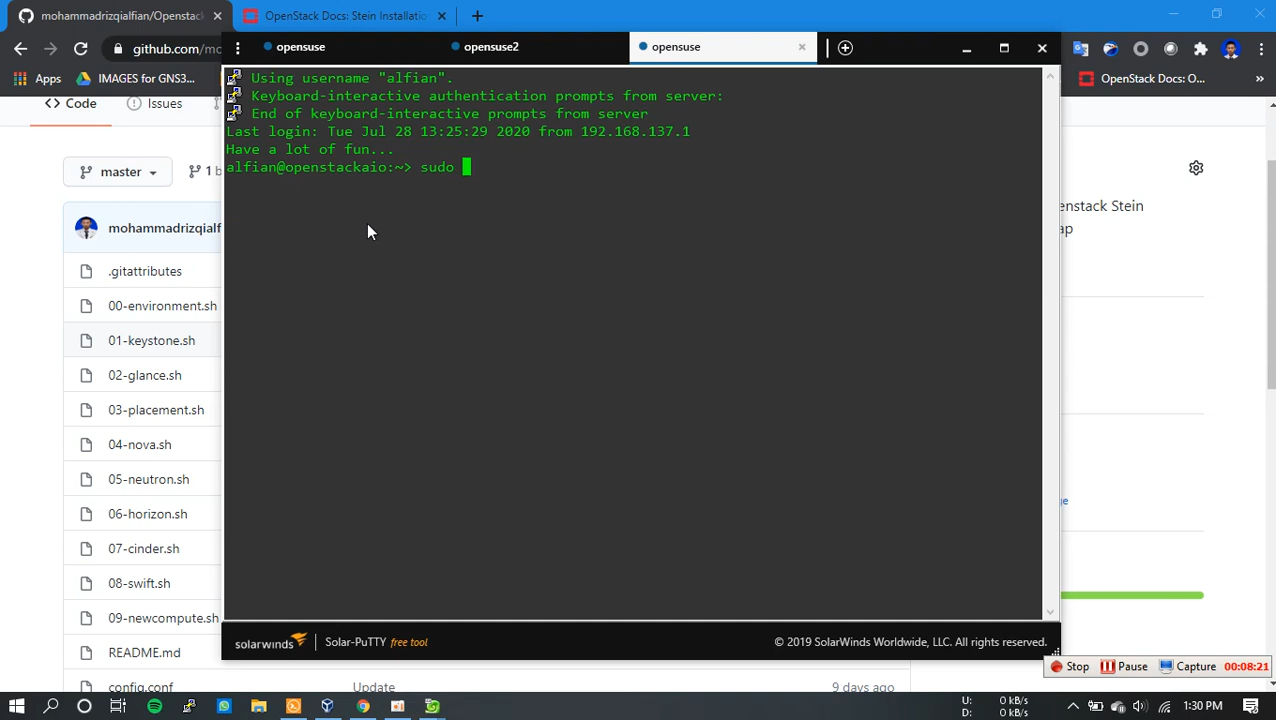 mohammadrizqialfian/Openstack
OpenStack Docs: Stein Installatio
github.com/mo
Apps
IMAGES for GNS3...
OpenStack Docs: O...
»
Code
Issues
master
1 b
mohammadrizqialf
.gitattributes
00-environment.sh
01-keystone.sh
02-glance.sh
03-placement.sh
04-nova.sh
05-neutron.sh
06-horizon.sh
07-cinder.sh
08-swift.sh
09-newcompute.sh
README.md
config.conf
Update
9 days ago
enstack Stein
ap
ge
opensuse
opensuse2
opensuse
Using username "alfian".
Keyboard-interactive authentication prompts from server:
End of keyboard-interactive prompts from server
Last login: Tue Jul 28 13:25:29 2020 from 192.168.137.1
Have a lot of fun...
alfian@openstackaio:~> sudo
solarwinds
Solar-PuTTY free tool
© 2019 SolarWinds Worldwide, LLC. All rights reserved.
Stop
Pause
Capture
00:08:21
U: 0 kB/s
D: 0 kB/s
1:30 PM